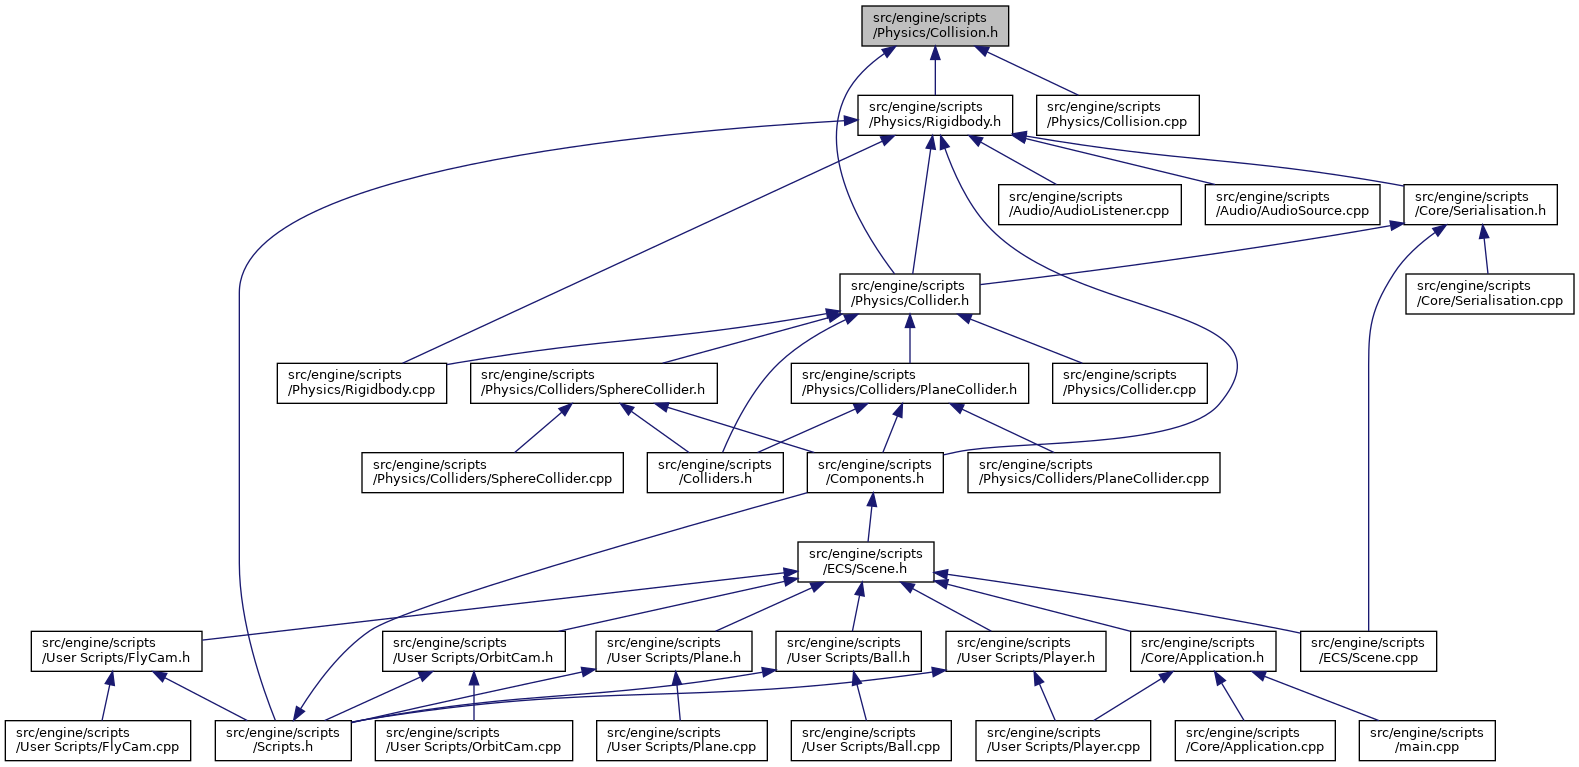 src/engine/scripts
/Physics/Collision.h
src/engine/scripts
/Physics/Rigidbody.h
src/engine/scripts
/Physics/Collision.cpp
src/engine/scripts
/Audio/AudioListener.cpp
src/engine/scripts
/Audio/AudioSource.cpp
src/engine/scripts
/Core/Serialisation.h
src/engine/scripts
/Physics/Collider.h
src/engine/scripts
/Core/Serialisation.cpp
src/engine/scripts
/Physics/Rigidbody.cpp
src/engine/scripts
/Physics/Colliders/SphereCollider.h
src/engine/scripts
/Physics/Colliders/PlaneCollider.h
src/engine/scripts
/Physics/Collider.cpp
src/engine/scripts
/Physics/Colliders/SphereCollider.cpp
src/engine/scripts
/Colliders.h
src/engine/scripts
/Components.h
src/engine/scripts
/Physics/Colliders/PlaneCollider.cpp
src/engine/scripts
/ECS/Scene.h
src/engine/scripts
/User Scripts/FlyCam.h
src/engine/scripts
/User Scripts/OrbitCam.h
src/engine/scripts
/User Scripts/Plane.h
src/engine/scripts
/User Scripts/Ball.h
src/engine/scripts
/User Scripts/Player.h
src/engine/scripts
/Core/Application.h
src/engine/scripts
/ECS/Scene.cpp
src/engine/scripts
/User Scripts/FlyCam.cpp
src/engine/scripts
/Scripts.h
src/engine/scripts
/User Scripts/OrbitCam.cpp
src/engine/scripts
/User Scripts/Plane.cpp
src/engine/scripts
/User Scripts/Ball.cpp
src/engine/scripts
/User Scripts/Player.cpp
src/engine/scripts
/Core/Application.cpp
src/engine/scripts
/main.cpp